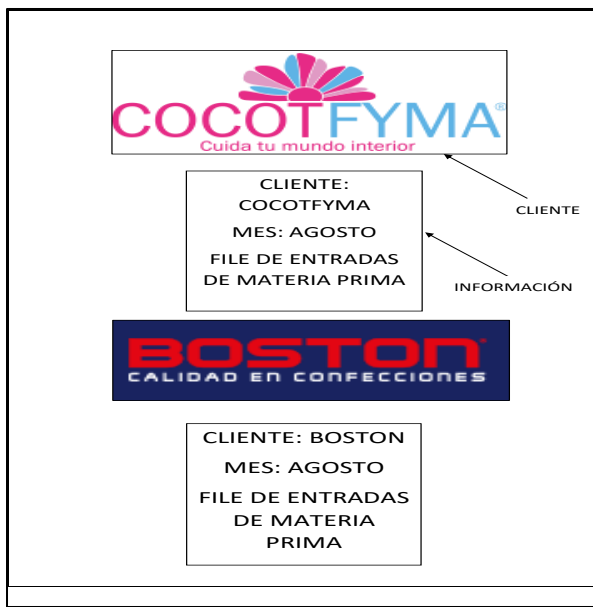 COCOTFYMA®
Cuida tu mundo interior
CLIENTE
CLIENTE:
COCOTFYMA
MES: AGOSTO
FILE DE ENTRADAS
DE MATERIA PRIMA
INFORMACIÓN
BOSTON
CALIDAD EN CONFECCIONES
CLIENTE: BOSTON
MES: AGOSTO
FILE DE ENTRADAS
DE MATERIA
PRIMA